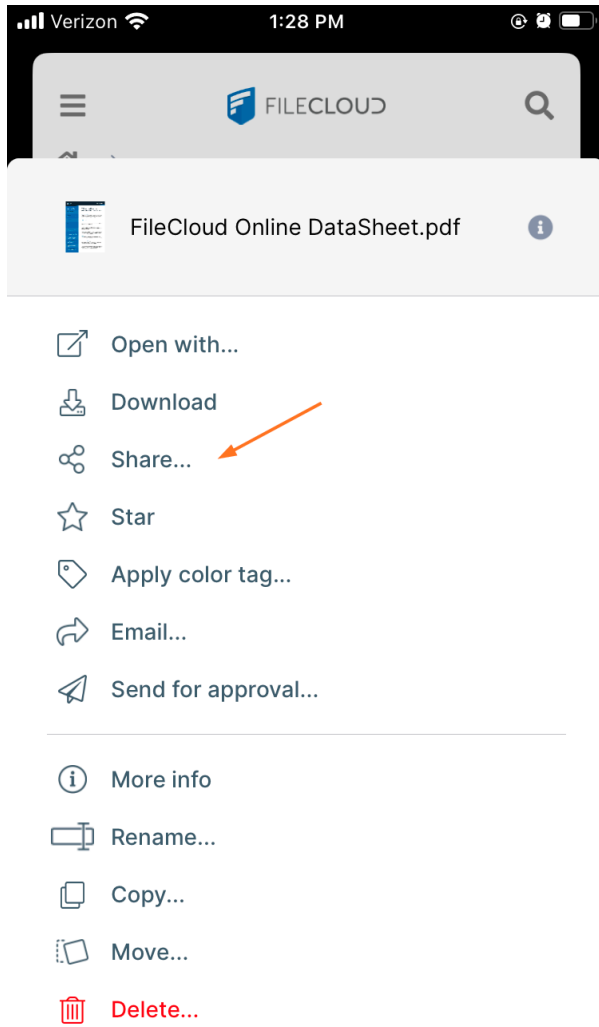 Verizon 1:28 PM
FILECLOUD
FileCloud Online DataSheet.pdf
Open with...
Download
Share...
Star
Apply color tag...
Email...
Send for approval...
More info
Rename...
Copy...
Move...
Delete...